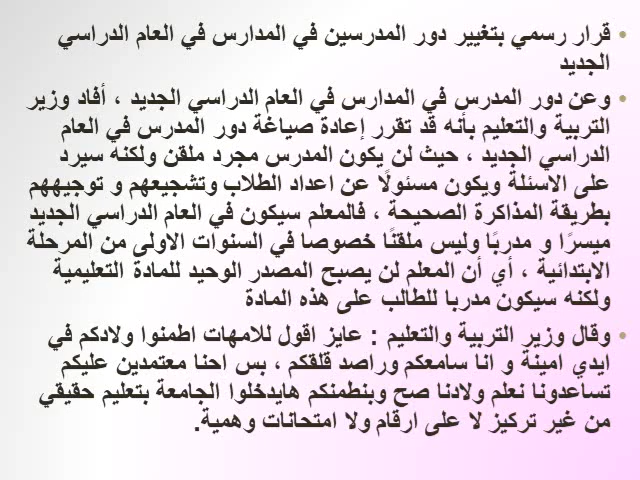 • قرار رسمي بتغيير دور المدرسين في المدارس في العام الدراسي
الجديد
• وعن دور المدرس في المدارس في العام الدراسي الجديد ، أفاد وزير
التربية والتعليم بأنه قد تقرر إعادة صياغة دور المدرس في العام
الدراسي الجديد ، حيث لن يكون المدرس مجرد ملقن ولكنه سيرد
على الاسئلة ويكون مسئولًا عن اعداد الطلاب وتشجيعهم و توجيههم
بطريقة المذاكرة الصحيحة ، فالمعلم سيكون في العام الدراسي الجديد
ميسرًا و مدربًا وليس ملقنًا خصوصا في السنوات الاولى من المرحلة
الابتدائية ، أي أن المعلم لن يصبح المصدر الوحيد للمادة التعليمية
ولكنه سيكون مدربا للطالب على هذه المادة
• وقال وزير التربية والتعليم : عايز اقول للامهات اطمنوا ولادكم في
ايدي امينة و انا سامعكم وراصد قلقكم ، بس احنا معتمدين عليكم
تساعدونا نعلم ولادنا صح وبنطمنكم هايدخلوا الجامعة بتعليم حقيقي
من غير تركيز لا على ارقام ولا امتحانات وهمية.